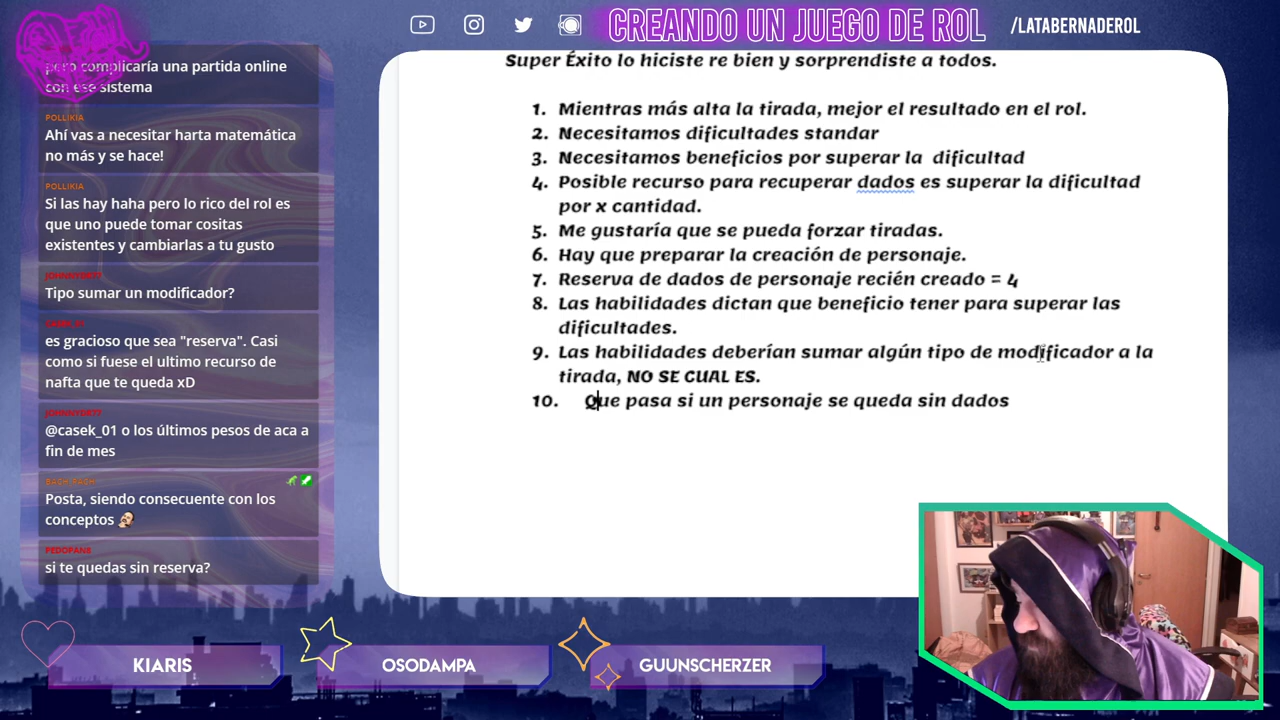 CREANDO UN JUEGO DE ROL
/LATABERNADEROL
pero complicaría una partida online
con ese sistema
POLLIKIA
Ahí vas a necesitar harta matemática
no más y se hace!
POLLIKIA
Si las hay haha pero lo rico del rol es
que uno puede tomar cositas
existentes y cambiarlas a tu gusto
JOHNNYDR77
Tipo sumar un modificador?
CASEK_01
es gracioso que sea "reserva". Casi
como si fuese el ultimo recurso de
nafta que te queda xD
JOHNNYDR77
@casek_01 o los últimos pesos de aca a
fin de mes
Posta, siendo consecuente con los
conceptos
FEDOPAN8
si te quedas sin reserva?
Super Éxito lo hiciste re bien y sorprendiste a todos.
1. Mientras más alta la tirada, mejor el resultado en el rol.
2. Necesitamos dificultades standar
3. Necesitamos beneficios por superar la dificultad
4. Posible recurso para recuperar dados es superar la dificultad
por x cantidad.
5. Me gustaría que se pueda forzar tiradas.
6. Hay que preparar la creación de personaje.
7. Reserva de dados de personaje recién creado = 4
8. Las habilidades dictan que beneficio tener para superar las
dificultades.
9. Las habilidades deberían sumar algún tipo de modificador a la
tirada, NO SE CUAL ES.
10. Que pasa si un personaje se queda sin dados
KIARIS
OSODAMPA
GUUNSCHERZER